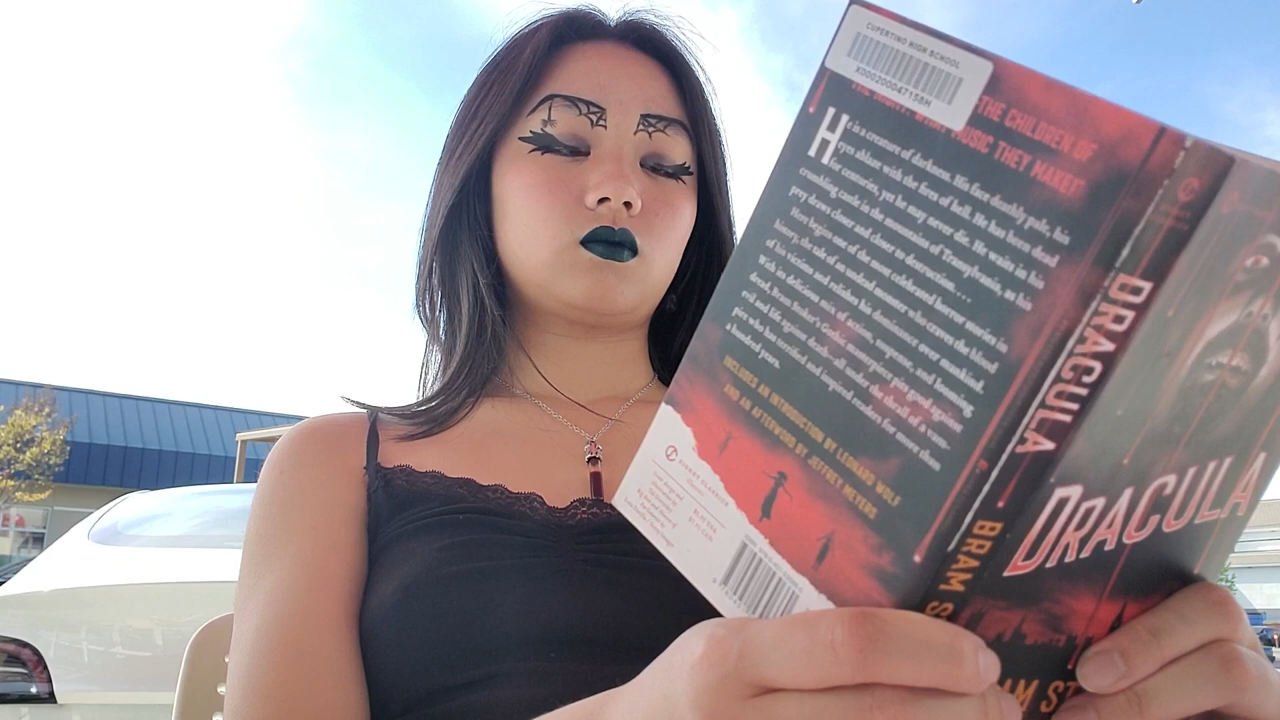 CUPERTINO HIGH SCHOOL
X000200047158H
THE CHILDREN OF
MUSIC THEY MAKE!"
He is a creature of darkness. His face deathly pale, his
eyes ablaze with the fires of hell. He has been dead
for centuries, yet he may never die. He waits in his
crumbling castle in the mountains of Transylvania, as his
prey draws closer and closer to destruction....
Here begins one of the most celebrated horror stories in
history, the tale of an undead monster who craves the blood
of his victims and relishes his dominance over mankind.
With its delicious mix of action, suspense, and looming
dread, Bram Stoker's Gothic masterpiece pits good against
evil and life against death—all under the thrall of a vam-
pire who has terrified and inspired readers for more than
a hundred years.
INCLUDES AN INTRODUCTION BY LEONARD WOLF
AND AN AFTERWORD BY JEFFREY MEYERS
SIGNET CLASSICS
DRACULA
BRAM S
DRACULA
AM ST